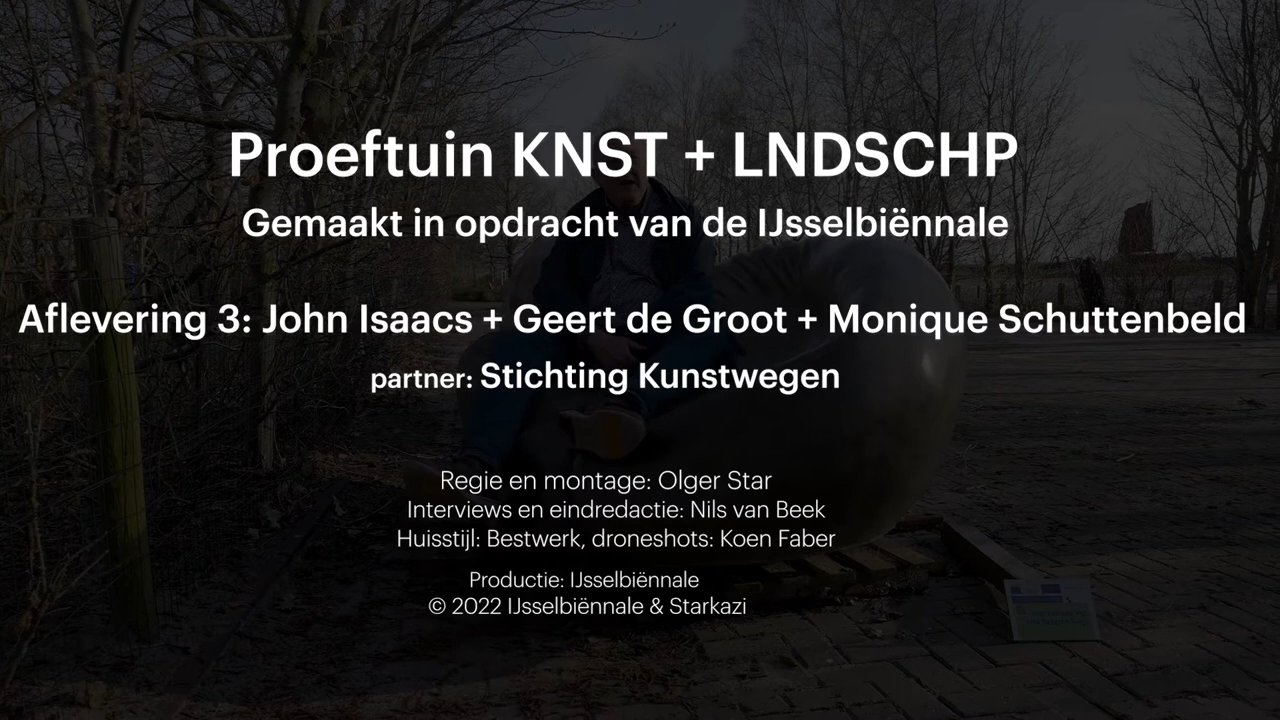 Proeftuin KNST + LNDSCHP
Gemaakt in opdracht van de IJsselbiënnale
Aflevering 3: John Isaacs + Geert de Groot + Monique Schuttenbeld
partner: Stichting Kunstwegen
Regie en montage: Olger Star
Interviews en eindredactie: Nils van Beek
Huisstijl: Bestwerk, droneshots: Koen Faber
Productie: IJsselbiënnale
© 2022 IJsselbiënnale & Starkazi